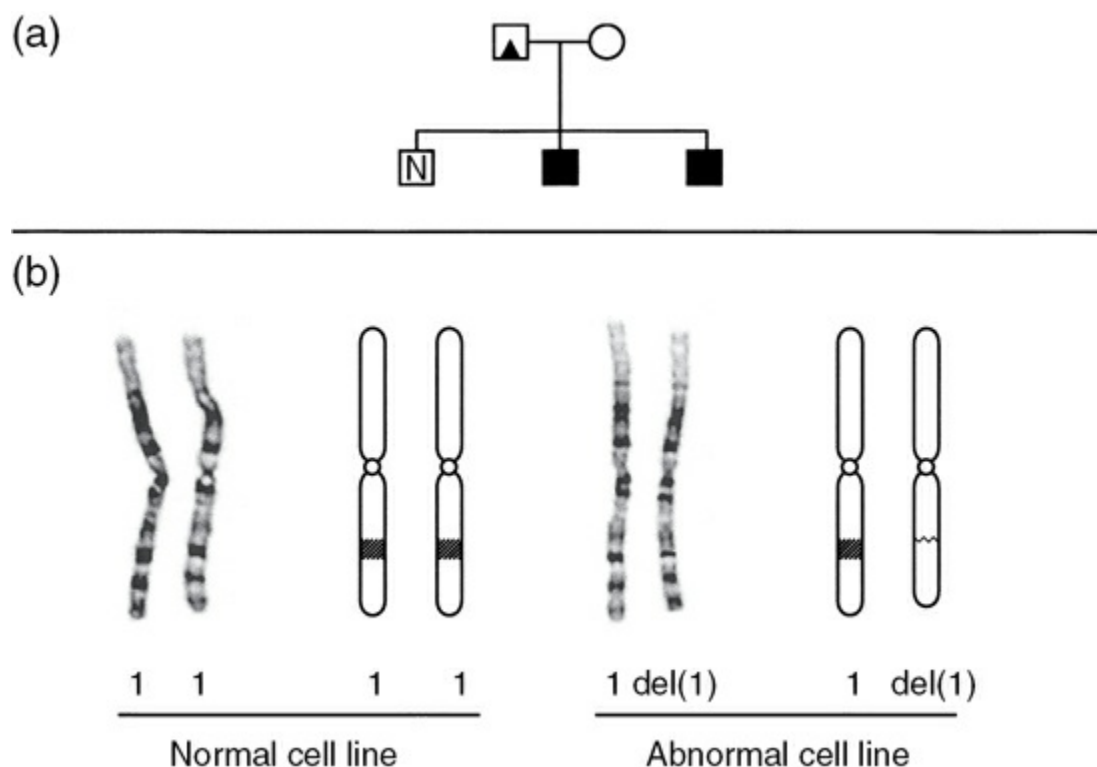 (a)
N
(b)
1 1 1 1 1 del(1) 1 del(1)
Normal cell line Abnormal cell line